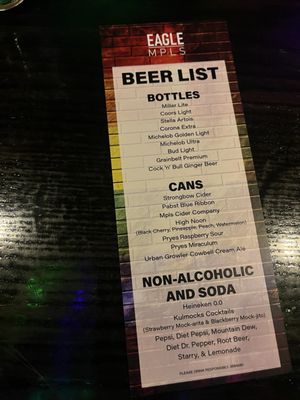 EAGLE
MPLS
BEER LIST
BOTTLES
Miller Lite
Coors Light
Stella Artois
Corona Extra
Michelob Golden Light
Michelob Ultra
Bud Light
Grainbelt Premium
Cock 'n' Bull Ginger Beer
CANS
Strongbow Cider
Pabst Blue Ribbon
Mpls Cider Company
High Noon
(Black Cherry, Pineapple, Peach, Watermelon)
Pryes Raspberry Sour
Pryes Miraculum
Urban Growler Cowbell Cream Ale
NON-ALCOHOLIC
AND SODA
Heineken 0.0
Kulmocks Cocktails
(Strawberry Mock-arita & Blackberry Mock-jito)
Pepsi, Diet Pepsi, Mountain Dew,
Diet Dr. Pepper, Root Beer,
Starry, & Lemonade
PLEASE DRINK RESPONSIBLY.